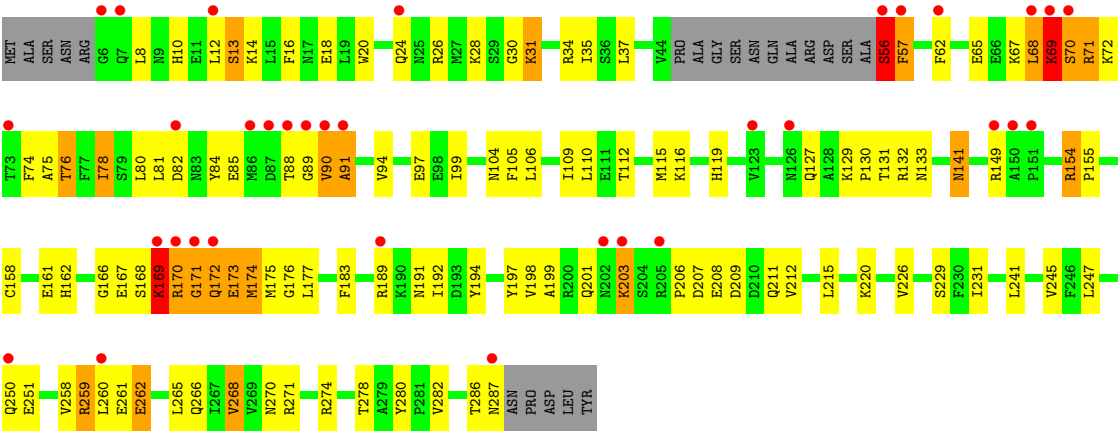 MET ALA SER ASN ARG G6 Q7 L8 N9 H10 E11 L12 S13 K14 L15 F16 N17 E18 L19 W20 Q24 N25 R26 M27 K28 S29 G30 K31 R34 I35 S36 L37 V44 PRO ALA GLY SER ASN GLN ALA ARG ASP SER ALA S56 F57 F62 E65 E66 K67 L68 K69 S70 R71 K72
T73 F74 A75 T76 F77 I78 S79 L80 L81 D82 N83 Y84 E85 M86 D87 T88 G89 V90 A91 V94 E97 E98 I99 N104 F105 L106 I109 L110 E111 T112 M115 K116 H119 V123 N126 Q127 A128 K129 P130 T131 R132 N133 N141 R149 A150 P151 R154 P155
C158 E161 H162 G166 E167 S168 K169 R170 G171 Q172 E173 M174 M175 G176 L177 F183 R189 K190 N191 I192 D193 Y194 Y197 V198 A199 R200 Q201 N202 K203 S204 R205 P206 D207 E208 D209 D210 Q211 V212 L215 K220 V226 S229 F230 I231 L241 V245 F246 L247
Q250 E251 V258 R259 L260 E261 E262 L265 Q266 I267 V268 V269 N270 R271 R274 T278 A279 Y280 P281 V282 T286 N287 ASN PRO ASP LEU TYR